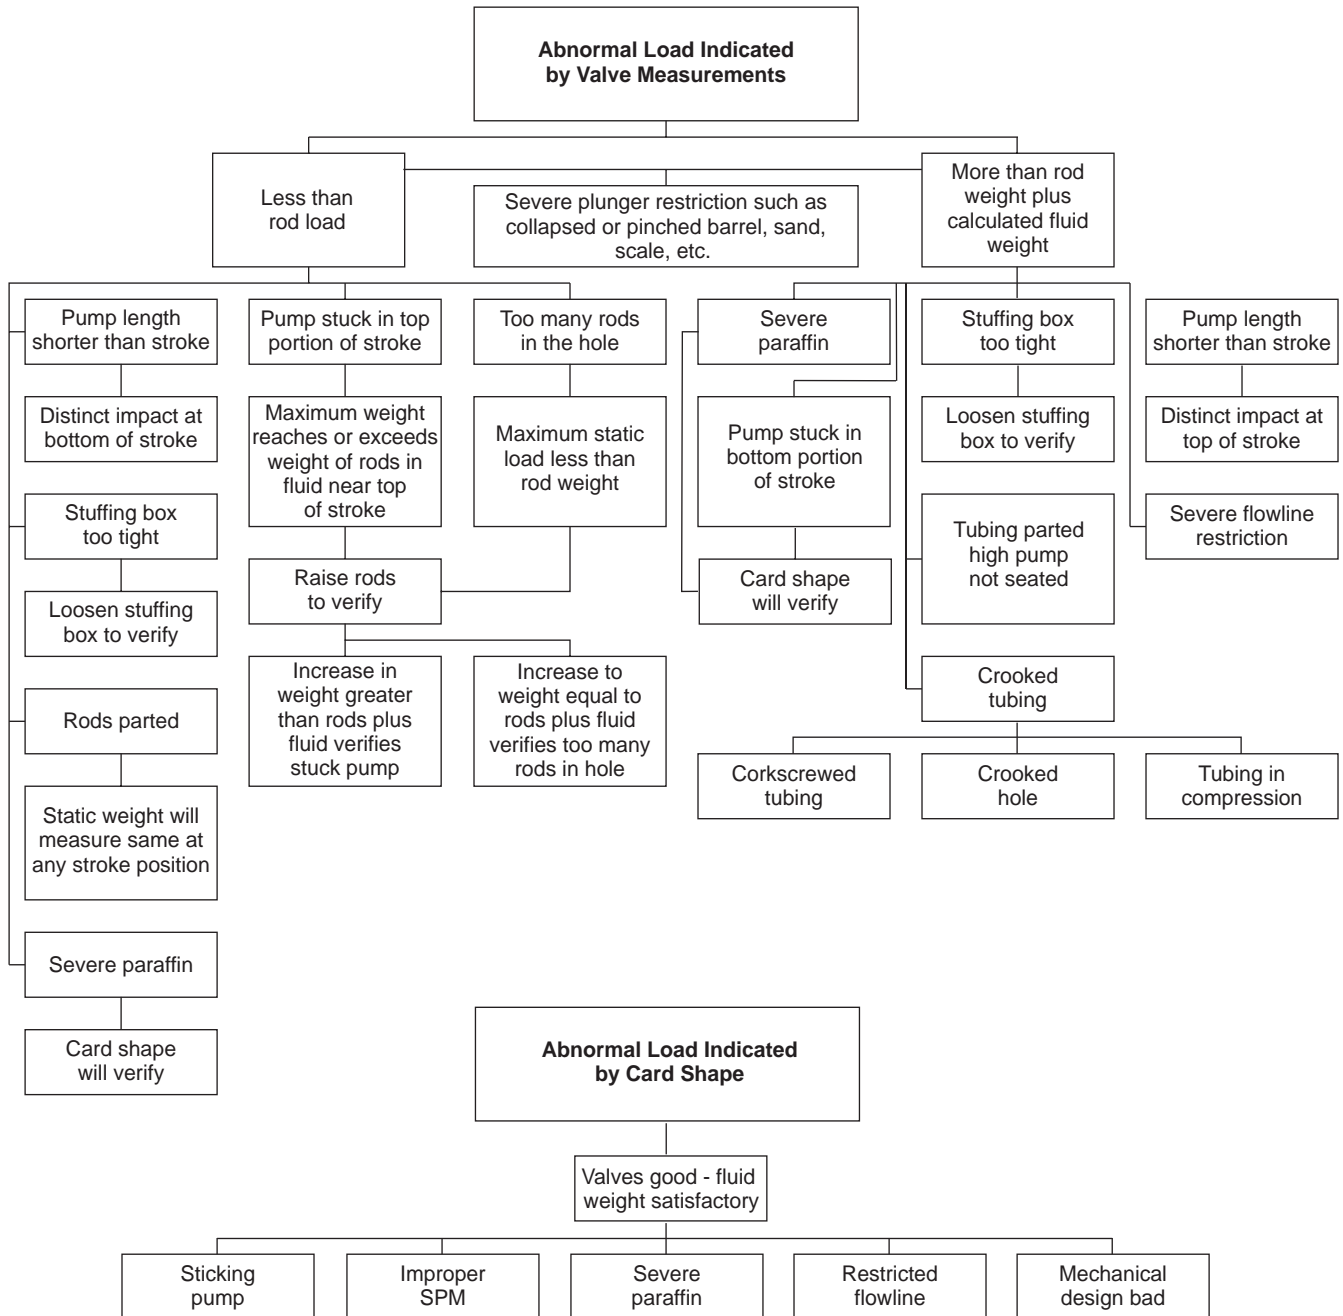 Abnormal Load Indicated
by Valve Measurements
Less than
rod load
Severe plunger restriction such as
collapsed or pinched barrel, sand,
scale, etc.
More than rod
weight plus
calculated fluid
weight
Pump length
shorter than stroke
Distinct impact at
bottom of stroke
Stuffing box
too tight
Loosen stuffing
box to verify
Rods parted
Static weight will
measure same at
any stroke position
Severe paraffin
Card shape
will verify
Pump stuck in top
portion of stroke
Maximum weight
reaches or exceeds
weight of rods in
fluid near top
of stroke
Raise rods
to verify
Increase in
weight greater
than rods plus
fluid verifies
stuck pump
Too many rods
in the hole
Maximum static
load less than
rod weight
Increase to
weight equal to
rods plus fluid
verifies too many
rods in hole
Severe
paraffin
Pump stuck in
bottom portion
of stroke
Card shape
will verify
Stuffing box
too tight
Loosen stuffing
box to verify
Tubing parted
high pump
not seated
Crooked
tubing
Corkscrewed
tubing
Crooked
hole
Tubing in
compression
Pump length
shorter than stroke
Distinct impact at
top of stroke
Severe flowline
restriction
Abnormal Load Indicated
by Card Shape
Valves good - fluid
weight satisfactory
Sticking
pump
Improper
SPM
Severe
paraffin
Restricted
flowline
Mechanical
design bad